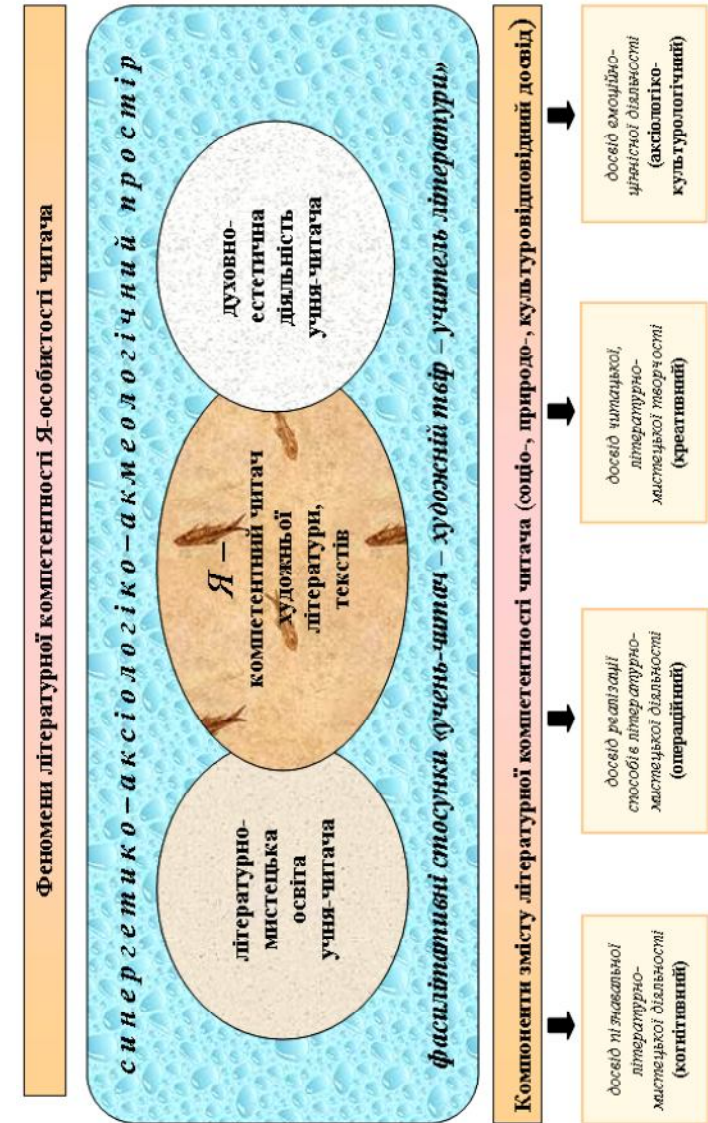 Феномени літературної компетентності Я-особистості читача
синергетико–аксіологіко–акмеологічний простір
літературно-
мистецька
освіта
учня-читача
Я –
компетентний читач
художньої
літератури,
текстів
духовно-
естетична
діяльність
учня-читача
фасилітативні стосунки «учень-читач – художній твір – учитель літератури»
Компоненти змісту літературної компетентності читача (соціо-, природо-, культуровідповідний досвід)
досвід пізнавальної
літературно-
мистецької діяльності
(когнітивний)
досвід реалізації
способів літературно-
мистецької діяльності
(операційний)
досвід читацької,
літературно-
мистецької творчості
(креативний)
досвід емоційно-
ціннісної діяльності
(аксіологіко-
культурологічний)